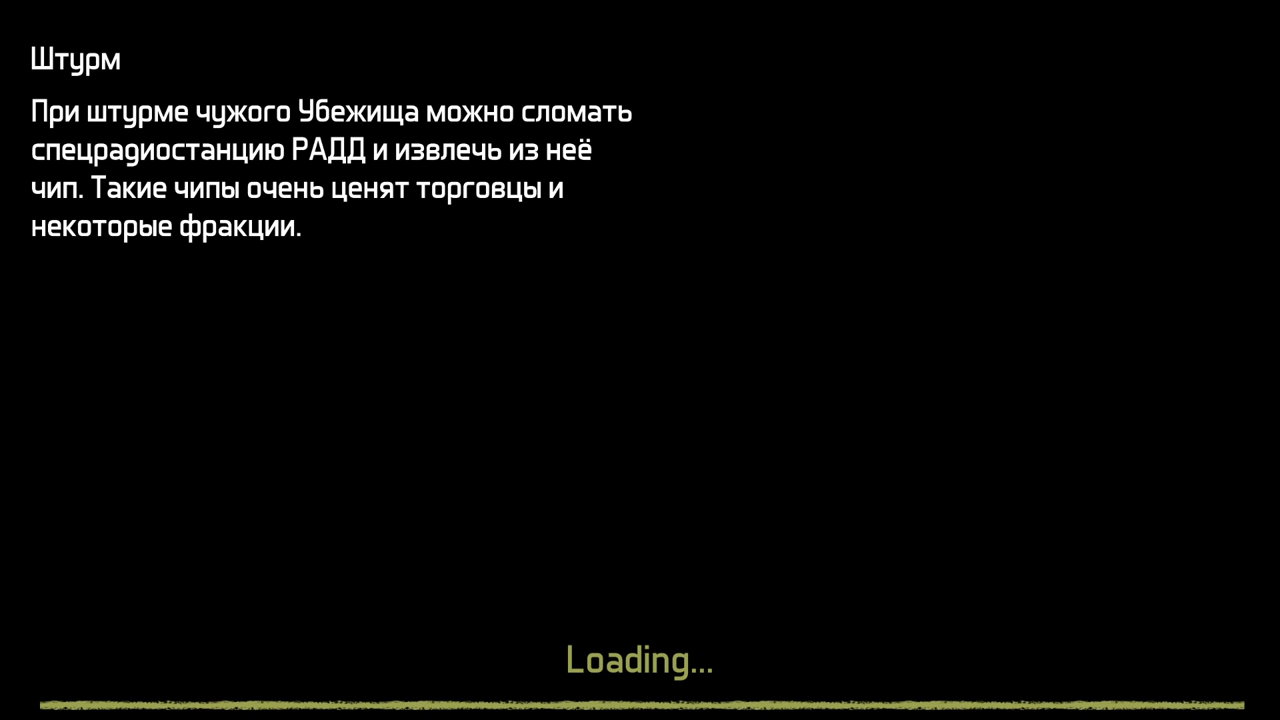 Штурм
При штурме чужого Убежища можно сломать
спецрадиостанцию РАДД и извлечь из неё
чип. Такие чипы очень ценят торговцы и
некоторые фракции.
Loading...